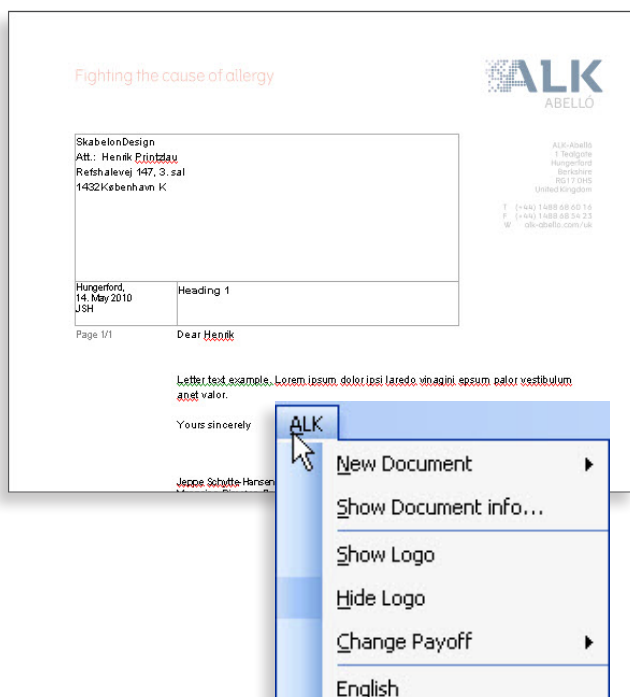 Fighting the cause of allergy
ALK
ABELLÓ
SkabelonDesign
Att.: Henrik Printzlau
Refshalevej 147, 3. sal
1432 København K
ALK-Abelló
1 Tealgate
Hungerford
Berkshire
RG17 0HS
United Kingdom
T (+44) 1488 68 60 16
F (+44) 1488 68 54 23
W alk-abello.com/uk
Hungerford,
14. May 2010
JSH
Heading 1
Page 1/1
Dear Henrik
Letter text example. Lorem ipsum dolor ipsi laredo vinagini epsum palor vestibulum
anet valor.
Yours sincerely
Jeppe Schytte-Hansen
ALK
New Document
Show Document info...
Show Logo
Hide Logo
Change Payoff
English